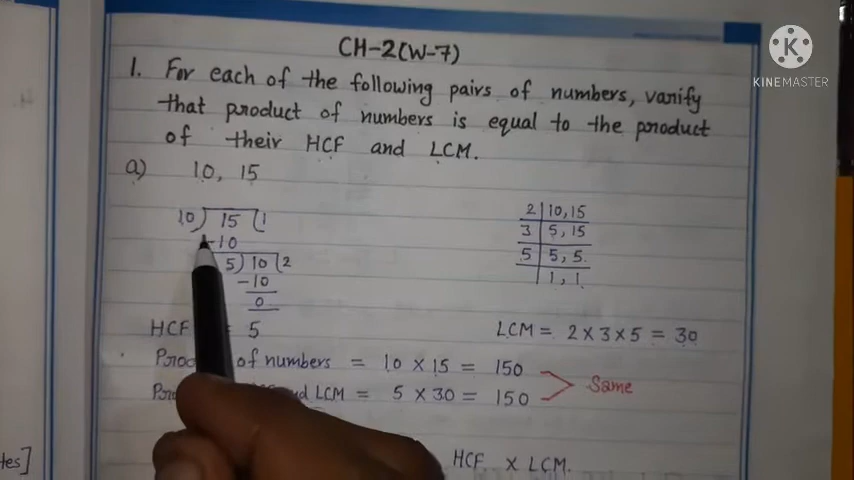 CH-2(W-7)
KINEMASTER
1. For each of the following pairs of numbers, varify
that product of numbers is equal to the product
of their HCF and LCM.
a) 10, 15
10) 15 (1
-10
5) 10 (2
-10
0
2 | 10, 15
3 | 5, 15
5 | 5, 5
1, 1
HCF = 5
LCM = 2 × 3 × 5 = 30
of numbers = 10 × 15 = 150
LCM = 5 × 30 = 150
Same
HCF × LCM.
tes]